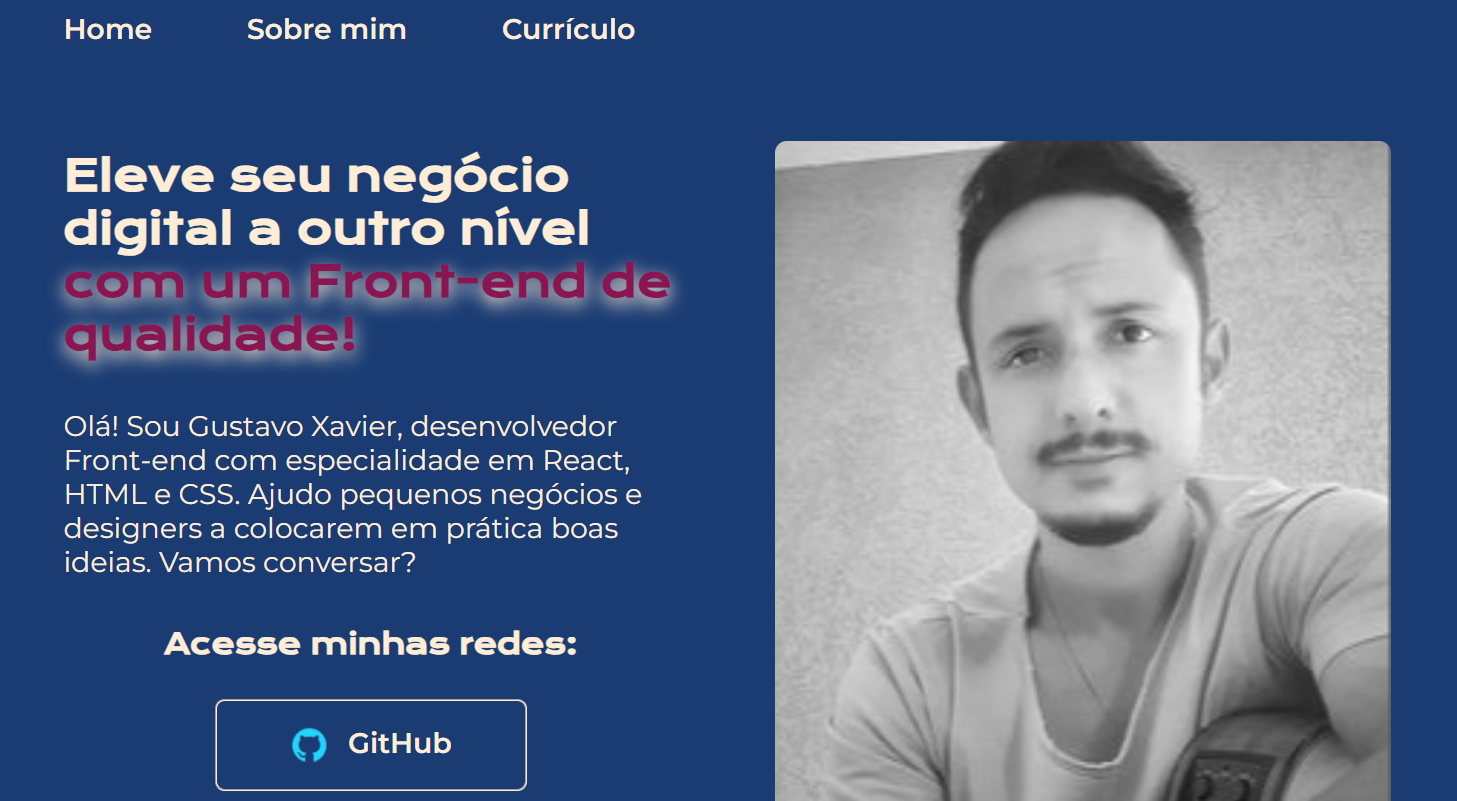 Home Sobre mim Currículo
Eleve seu negócio
digital a outro nível
com um Front-end de
qualidade!
Olá! Sou Gustavo Xavier, desenvolvedor
Front-end com especialidade em React,
HTML e CSS. Ajudo pequenos negócios e
designers a colocarem em prática boas
ideias. Vamos conversar?
Acesse minhas redes:
GitHub